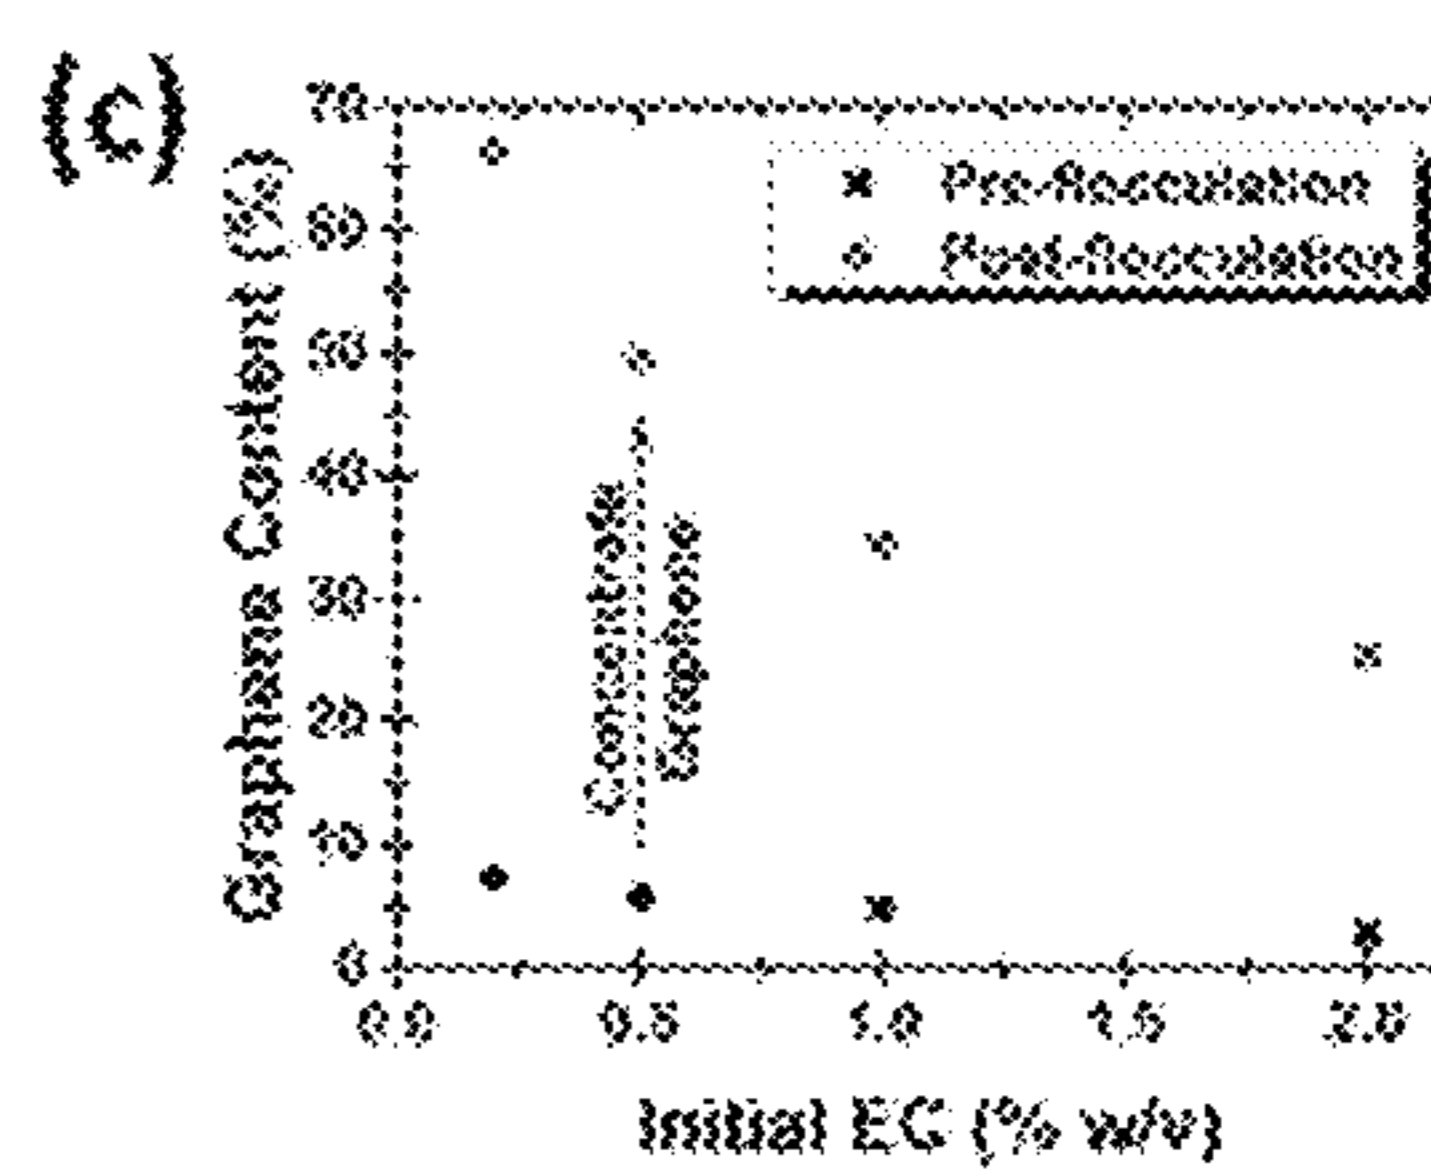 (c)
Graphene Content (%)
70
60
50
40
30
20
10
0
Pre-flocculation
Post-flocculation
Concentrate
Graphene
0.0 0.5 1.0 1.5 2.0
Initial EC (% w/v)